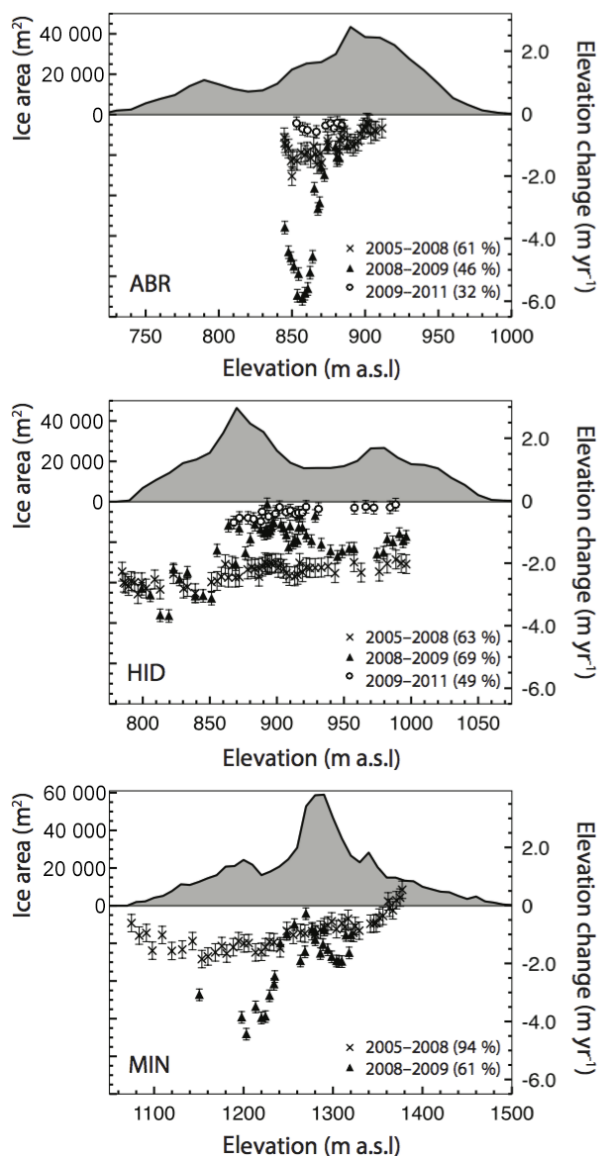 Ice area (m²)
40 000
20 000
0
2.0
0
-2.0
-4.0
-6.0
Elevation change (m yr⁻¹)
2005–2008 (61 %)
2008–2009 (46 %)
2009–2011 (32 %)
ABR
750 800 850 900 950 1000
Elevation (m a.s.l)
Ice area (m²)
40 000
20 000
0
2.0
0
-2.0
-4.0
-6.0
Elevation change (m yr⁻¹)
2005–2008 (63 %)
2008–2009 (69 %)
2009–2011 (49 %)
HID
800 850 900 950 1000 1050
Elevation (m a.s.l)
Ice area (m²)
60 000
40 000
20 000
0
2.0
0
-2.0
-4.0
-6.0
Elevation change (m yr⁻¹)
2005–2008 (94 %)
2008–2009 (61 %)
MIN
1100 1200 1300 1400 1500
Elevation (m a.s.l)